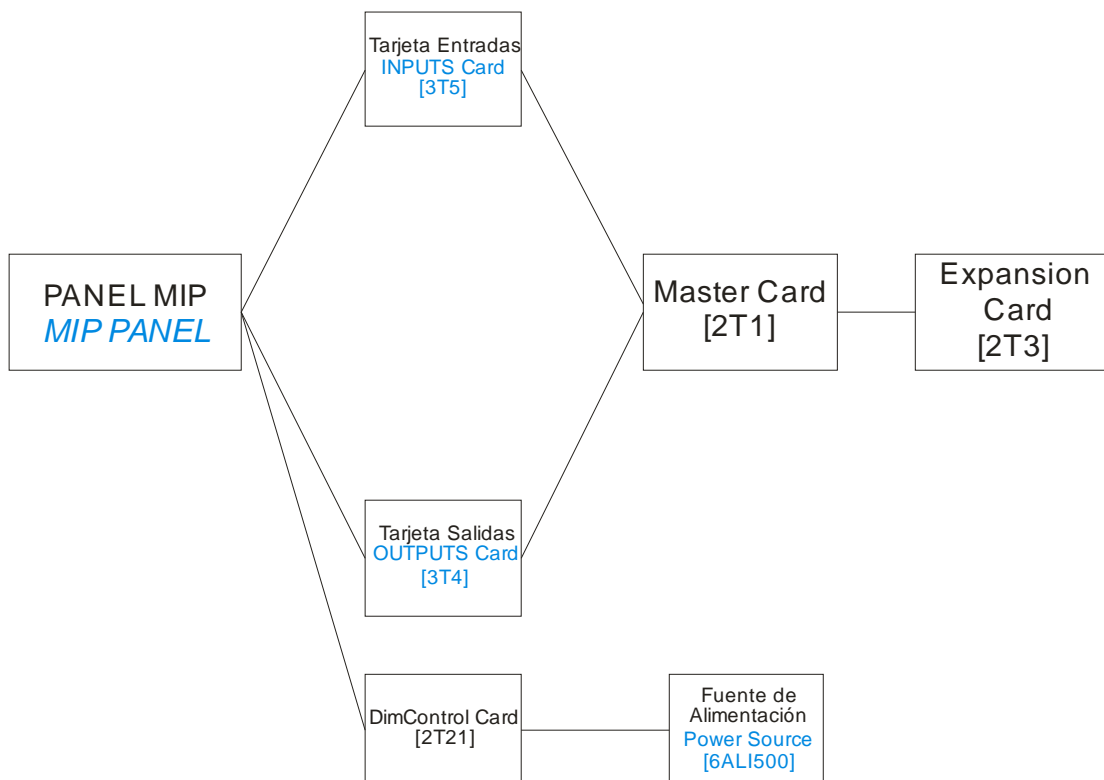 Tarjeta Entradas
INPUTS Card
[3T5]
PANEL MIP
MIP PANEL
Master Card
[2T1]
Expansion
Card
[2T3]
Tarjeta Salidas
OUTPUTS Card
[3T4]
DimControl Card
[2T21]
Fuente de
Alimentación
Power Source
[6ALI500]